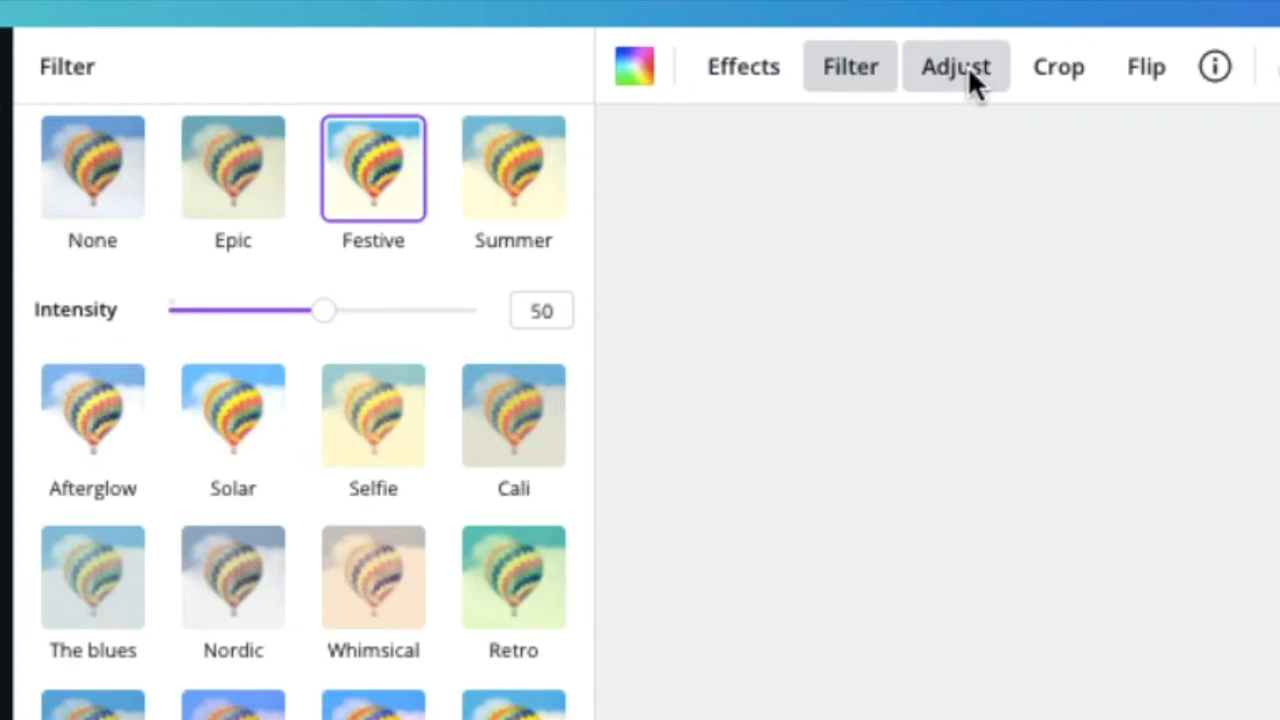 Filter
Effects Filter Adjust Crop Flip
None Epic Festive Summer
Intensity 50
Afterglow Solar Selfie Cali
The blues Nordic Whimsical Retro